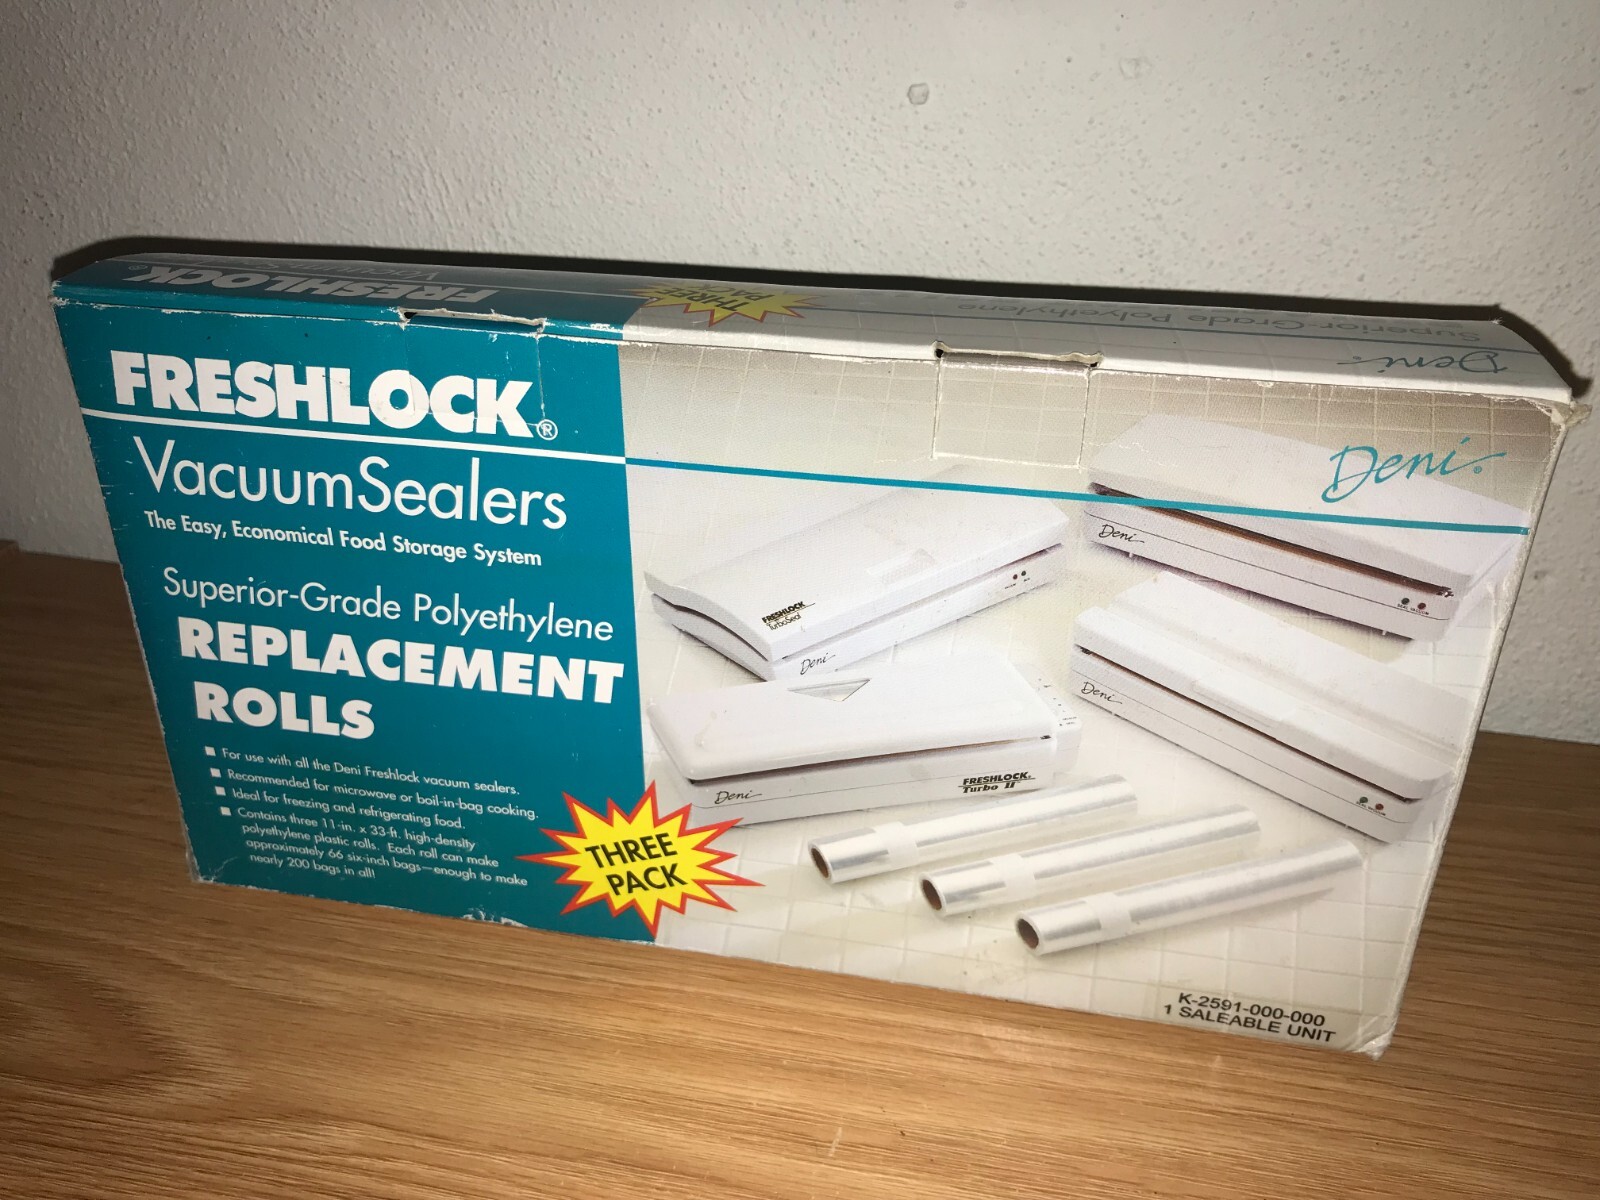 FRESHLOCK
VacuumSealers
THREE
PACK
Superior-Grade Polyethylene
Deni®
FRESHLOCK®
VacuumSealers
The Easy, Economical Food Storage System
Superior-Grade Polyethylene
REPLACEMENT
ROLLS
■ For use with all the Deni Freshlock vacuum sealers.
■ Recommended for microwave or boil-in-bag cooking.
■ Ideal for freezing and refrigerating food.
■ Contains three 11-in. x 33-ft. high-density
polyethylene plastic rolls. Each roll can make
approximately 66 six-inch bags—enough to make
nearly 200 bags in all!
THREE
PACK
Deni®
Deni
FRESHLOCK
TurboSeal
Deni
Deni
SEAL VACUUM
Deni
FRESHLOCK®
Turbo II
K-2591-000-000
1 SALEABLE UNIT